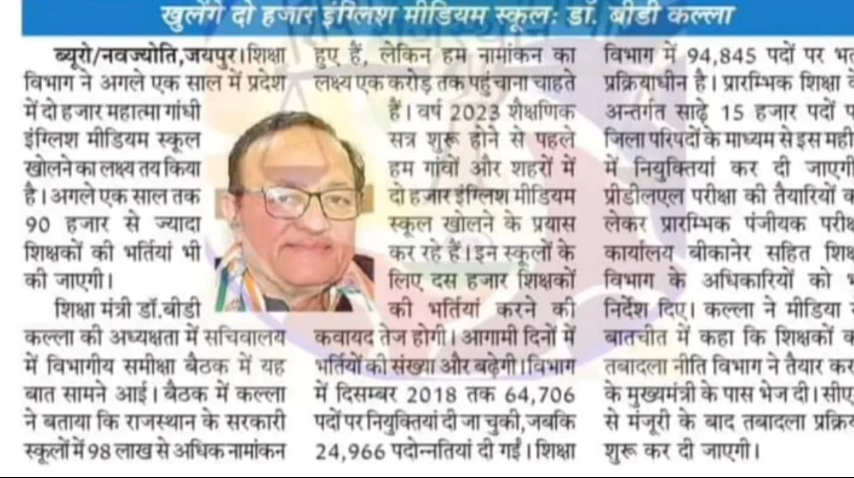 खुलेंगे दो हजार इंग्लिश मीडियम स्कूल: डॉ. बीडी कल्ला
ब्यूरो/नवज्योति,जयपुर। शिक्षा
विभाग ने अगले एक साल में प्रदेश
में दो हजार महात्मा गांधी
इंग्लिश मीडियम स्कूल
खोलने का लक्ष्य तय किया
है। अगले एक साल तक
90 हजार से ज्यादा
शिक्षकों की भर्तियां भी
की जाएगी।
शिक्षा मंत्री डॉ.बीडी
कल्ला की अध्यक्षता में सचिवालय
में विभागीय समीक्षा बैठक में यह
बात सामने आई। बैठक में कल्ला
ने बताया कि राजस्थान के सरकारी
स्कूलों में 98 लाख से अधिक नामांकन
हुए हैं, लेकिन हम नामांकन का
लक्ष्य एक करोड़ तक पहुंचाना चाहते
हैं। वर्ष 2023 शैक्षणिक
सत्र शुरू होने से पहले
हम गांवों और शहरों में
दो हजार इंग्लिश मीडियम
स्कूल खोलने के प्रयास
कर रहे हैं। इन स्कूलों के
लिए दस हजार शिक्षकों
की भर्तियां करने की
कवायद तेज होगी। आगामी दिनों में
भर्तियों की संख्या और बढ़ेगी। विभाग
में दिसम्बर 2018 तक 64,706
पदों पर नियुक्तियां दी जा चुकी,जबकि
24,966 पदोन्नतियां दी गईं। शिक्षा
विभाग में 94,845 पदों पर
प्रक्रियाधीन है। प्रारम्भिक शिक्षा
अन्तर्गत साढ़े 15 हजार पदों
जिला परिषदों के माध्यम से इस
में नियुक्तियां कर दी जाएगी
प्रीडीलएल परीक्षा की तैयारियों
लेकर प्रारम्भिक पंजीयक
कार्यालय बीकानेर सहित
विभाग के अधिकारियों को
निर्देश दिए। कल्ला ने मीडिया
बातचीत में कहा कि शिक्षकों
तबादला नीति विभाग ने तैयार कर
के मुख्यमंत्री के पास भेज दी।
से मंजूरी के बाद तबादला
शुरू कर दी जाएगी।